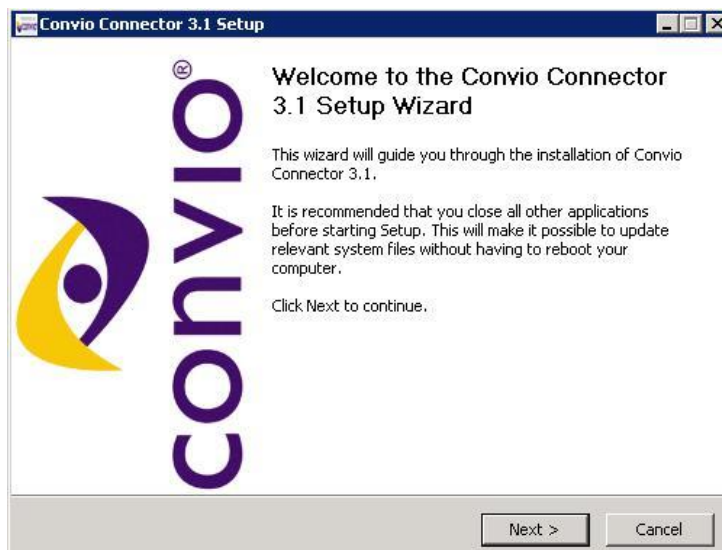 Convio Connector 3.1 Setup
convio®
Welcome to the Convio Connector
3.1 Setup Wizard
This wizard will guide you through the installation of Convio
Connector 3.1.
It is recommended that you close all other applications
before starting Setup. This will make it possible to update
relevant system files without having to reboot your
computer.
Click Next to continue.
Next >
Cancel